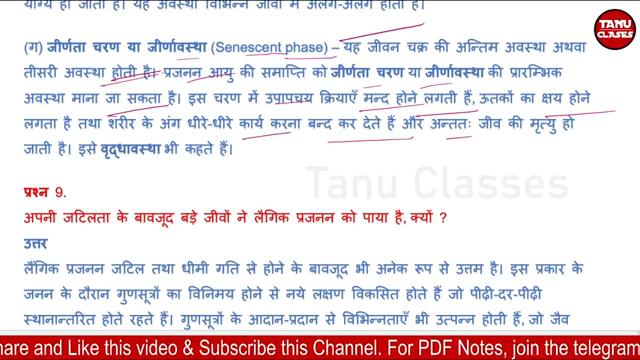 योग्य हो जाता है। यह अवस्था विभिन्न जीवों में अलग-अलग होती है।
TANU
CLASES
(ग) जीर्णता चरण या जीर्णावस्था (Senescent phase) – यह जीवन चक्र की अन्तिम अवस्था अथवा
तीसरी अवस्था होती है। प्रजनन आयु की समाप्ति को जीर्णता चरण या जीर्णावस्था की प्रारम्भिक
अवस्था माना जा सकता है। इस चरण में उपापचय क्रियाएँ मन्द होने लगती हैं, ऊतकों का क्षय होने
लगता है तथा शरीर के अंग धीरे-धीरे कार्य करना बन्द कर देते हैं और अन्ततः जीव की मृत्यु हो
जाती है। इसे वृद्धावस्था भी कहते हैं।
Tanu Classes
प्रश्न 9.
अपनी जटिलता के बावजूद बड़े जीवों ने लैगिक प्रजनन को पाया है, क्यों ?
उत्तर
लैंगिक प्रजनन जटिल तथा धीमी गति से होने के बावजूद भी अनेक रूप से उत्तम है। इस प्रकार के
जनन के दौरान गुणसूत्रों का विनिमय होने से नये लक्षण विकसित होते हैं जो पीढ़ी-दर-पीढ़ी
स्थानान्तरित होते रहते हैं। गुणसूत्रों के आदान-प्रदान से विभिन्नताएँ भी उत्पन्न होती हैं, जो जैव
hare and Like this video & Subscribe this Channel. For PDF Notes, join the telegram